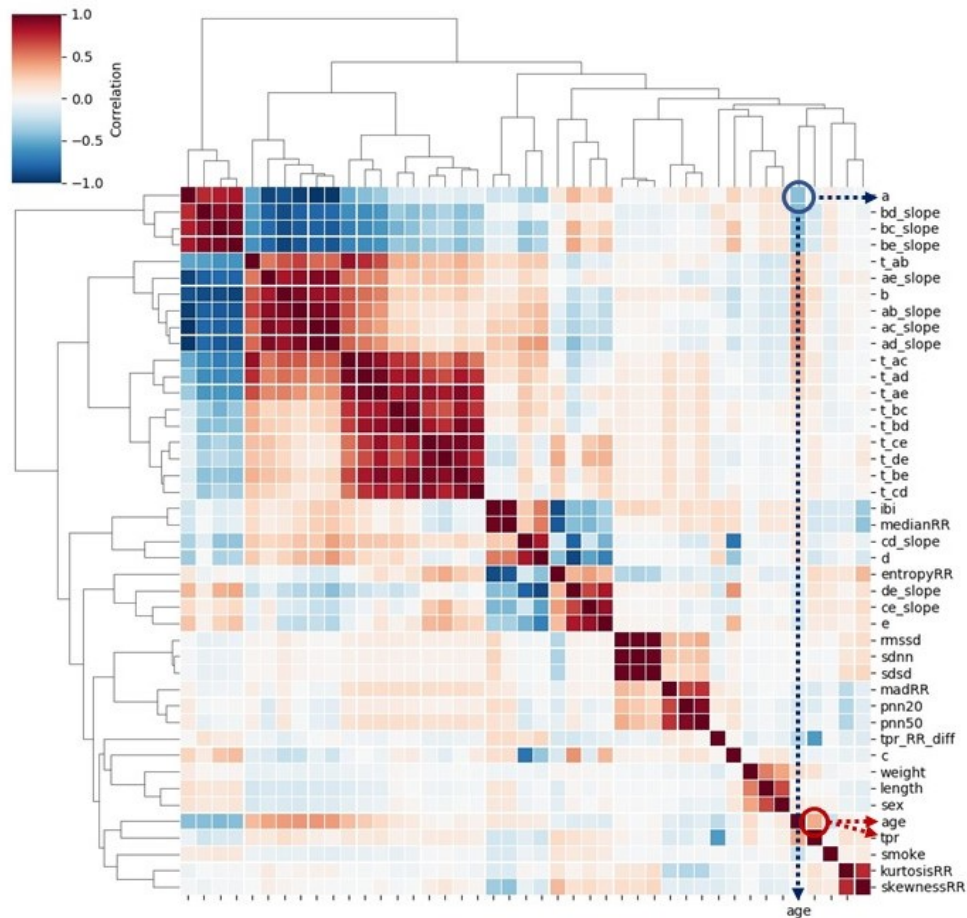 1.0
0.5
0.0
−0.5
−1.0
Correlation
a
bd_slope
bc_slope
be_slope
t_ab
ae_slope
b
ab_slope
ac_slope
ad_slope
t_ac
t_ad
t_ae
t_bc
t_bd
t_ce
t_de
t_be
t_cd
ibi
medianRR
cd_slope
d
entropyRR
de_slope
ce_slope
e
rmssd
sdnn
sdsd
madRR
pnn20
pnn50
tpr_RR_diff
c
weight
length
sex
age
tpr
smoke
kurtosisRR
skewnessRR
age